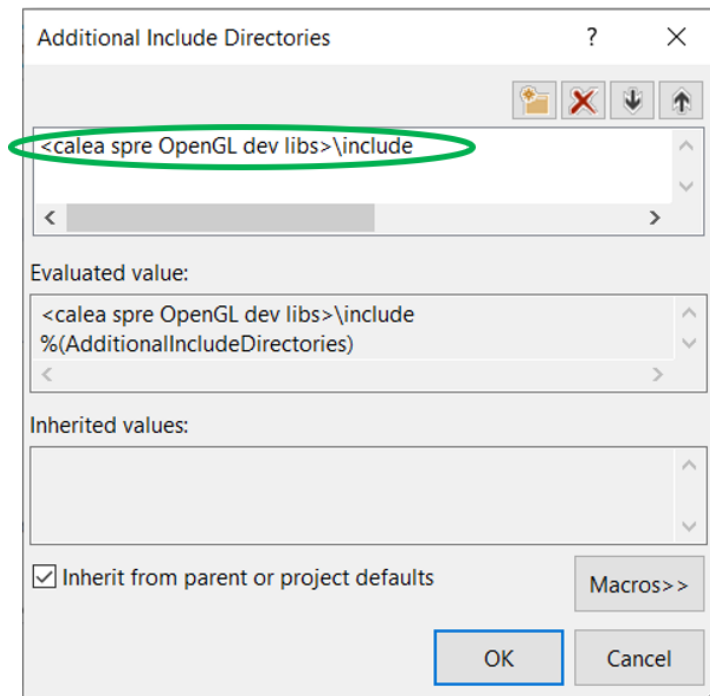 Additional Include Directories
?
<calea spre OpenGL dev libs>\include
Evaluated value:
<calea spre OpenGL dev libs>\include
%(AdditionalIncludeDirectories)
Inherited values:
Inherit from parent or project defaults
Macros>>
OK
Cancel